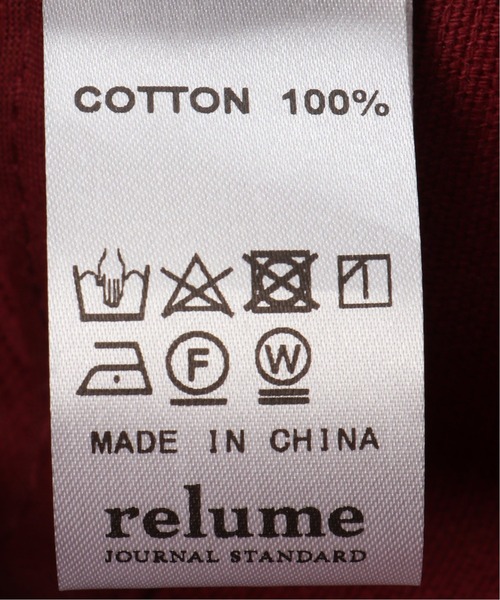 COTTON 100%
F W
MADE IN CHINA
relume
JOURNAL STANDARD